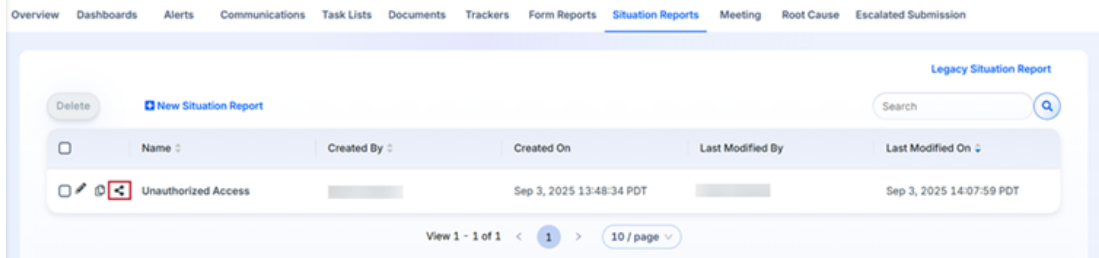 Overview Dashboards Alerts Communications Task Lists Documents Trackers Form Reports Situation Reports Meeting Root Cause Escalated Submission
Legacy Situation Report
Delete New Situation Report Search
Name Created By Created On Last Modified By Last Modified On
Unauthorized Access Sep 3, 2025 13:48:34 PDT Sep 3, 2025 14:07:59 PDT
View 1 - 1 of 1 < 1 > 10 / page